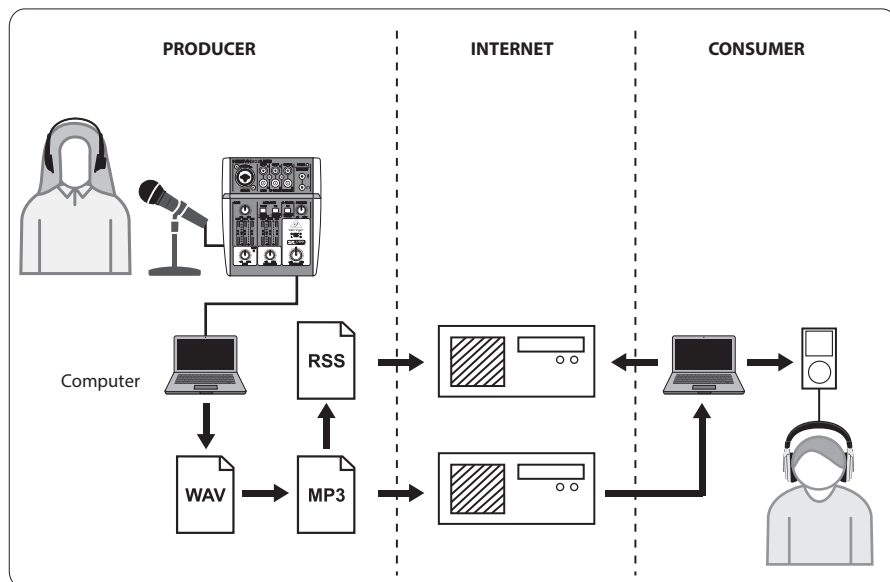 PRODUCER
INTERNET
CONSUMER
RSS
Computer
WAV
MP3